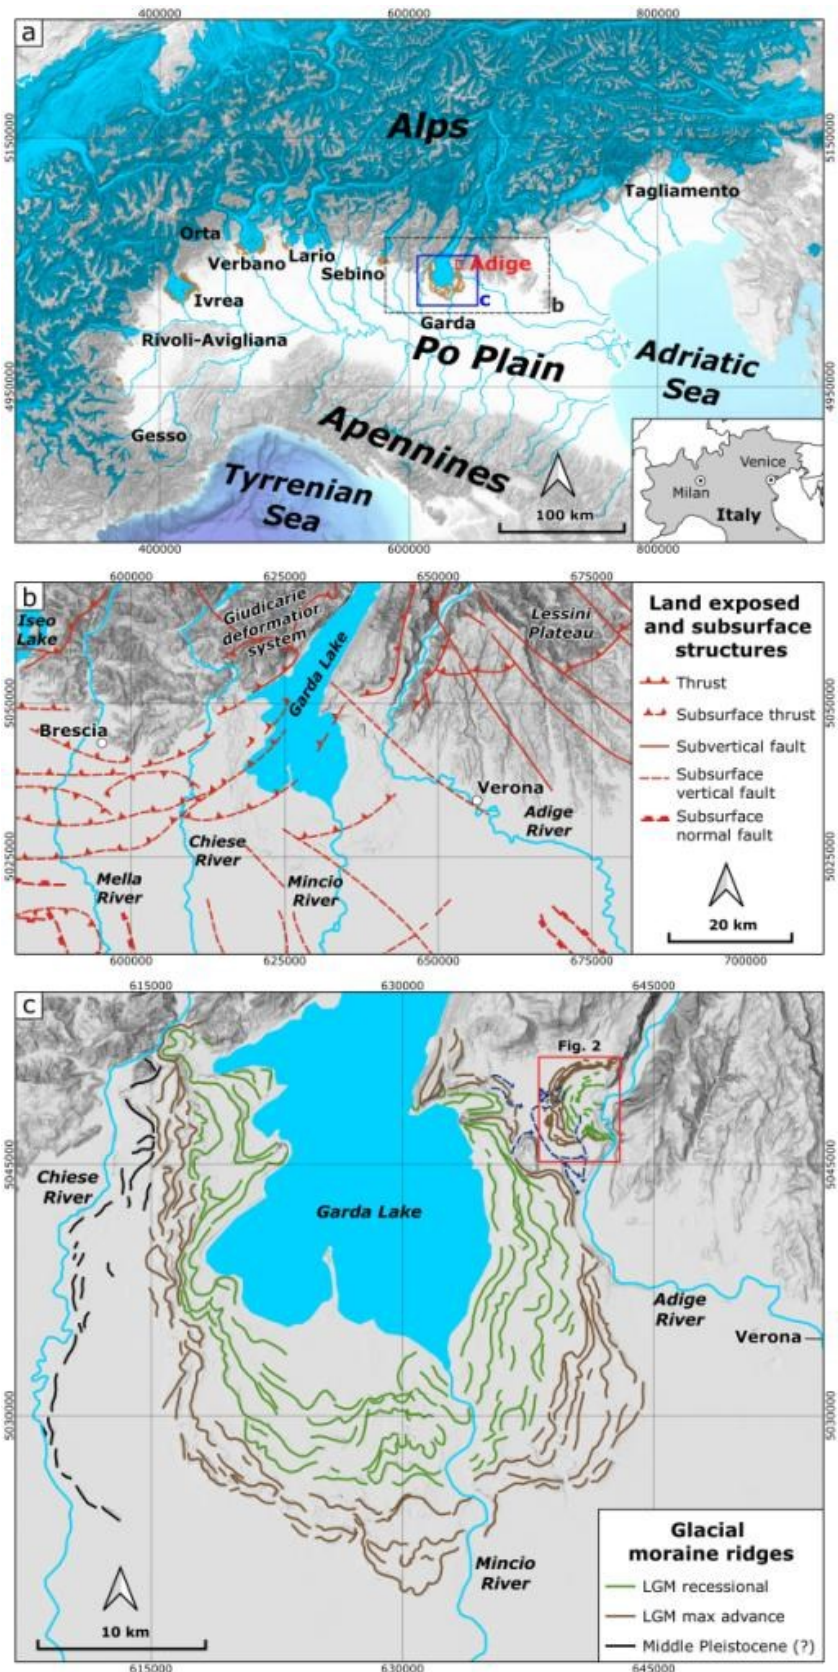 400000
600000
800000
a
Alps
5150000
5150000
Tagliamento
Orta
Verbano
Lario
Sebino
Adige
Ivrea
c
b
Garda
Rivoli-Avigliana
Po Plain
Adriatic
Sea
4950000
4950000
Gesso
Apennines
Tyrrenian
Sea
100 km
Venice
Milan
Italy
400000
600000
800000
600000
625000
650000
675000
b
Iseo
Lake
Giudicarie
deformation
system
Garda Lake
Lessini
Plateau
5050000
5050000
Brescia
Verona
Adige
River
Chiese
River
Mella
River
Mincio
River
5025000
5025000
Land exposed
and subsurface
structures
Thrust
Subsurface thrust
Subvertical fault
Subsurface
vertical fault
Subsurface
normal fault
20 km
600000
625000
650000
675000
700000
615000
630000
645000
c
Fig. 2
5045000
5045000
Chiese
River
Garda Lake
Adige
River
Verona
5030000
5030000
Mincio
River
10 km
Glacial
moraine ridges
LGM recessional
LGM max advance
Middle Pleistocene (?)
615000
630000
645000